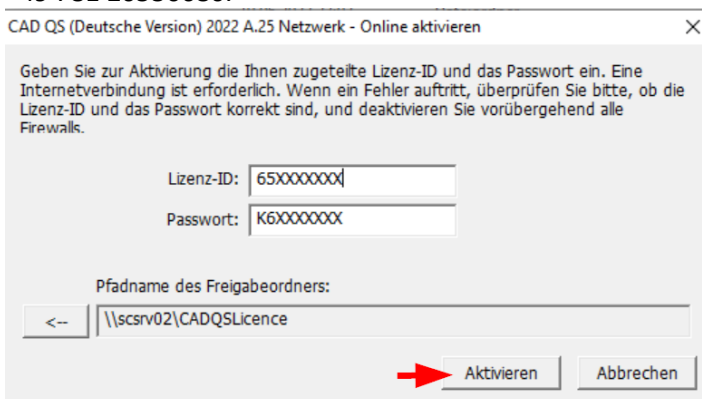 CAD QS (Deutsche Version) 2022 A.25 Netzwerk - Online aktivieren
Geben Sie zur Aktivierung die Ihnen zugeteilte Lizenz-ID und das Passwort ein. Eine
Internetverbindung ist erforderlich. Wenn ein Fehler auftritt, überprüfen Sie bitte, ob die
Lizenz-ID und das Passwort korrekt sind, und deaktivieren Sie vorübergehend alle
Firewalls.
Lizenz-ID: 65XXXXXXX
Passwort: K6XXXXXXX
Pfadname des Freigabeordners:
<-- \\scsrv02\CADQSLicence
Aktivieren Abbrechen